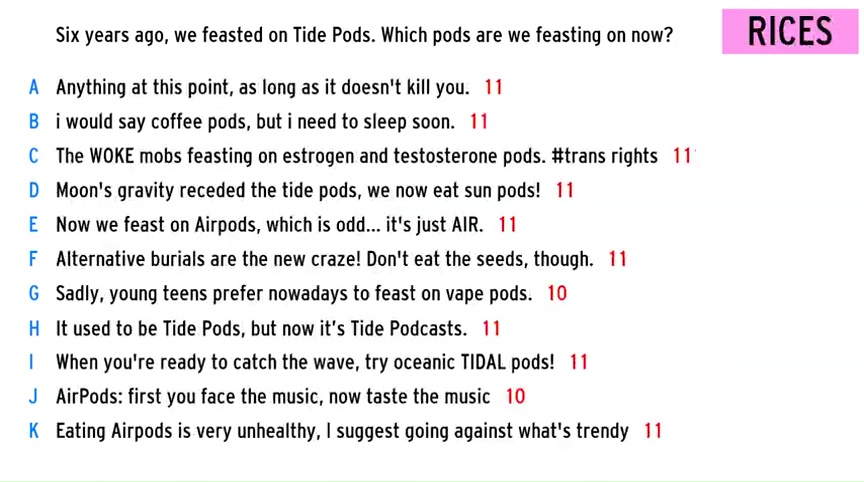 Six years ago, we feasted on Tide Pods. Which pods are we feasting on now?
RICES
A Anything at this point, as long as it doesn't kill you. 11
B i would say coffee pods, but i need to sleep soon. 11
C The WOKE mobs feasting on estrogen and testosterone pods. #trans rights 11
D Moon's gravity receded the tide pods, we now eat sun pods! 11
E Now we feast on Airpods, which is odd... it's just AIR. 11
F Alternative burials are the new craze! Don't eat the seeds, though. 11
G Sadly, young teens prefer nowadays to feast on vape pods. 10
H It used to be Tide Pods, but now it’s Tide Podcasts. 11
I When you're ready to catch the wave, try oceanic TIDAL pods! 11
J AirPods: first you face the music, now taste the music 10
K Eating Airpods is very unhealthy, I suggest going against what's trendy 11